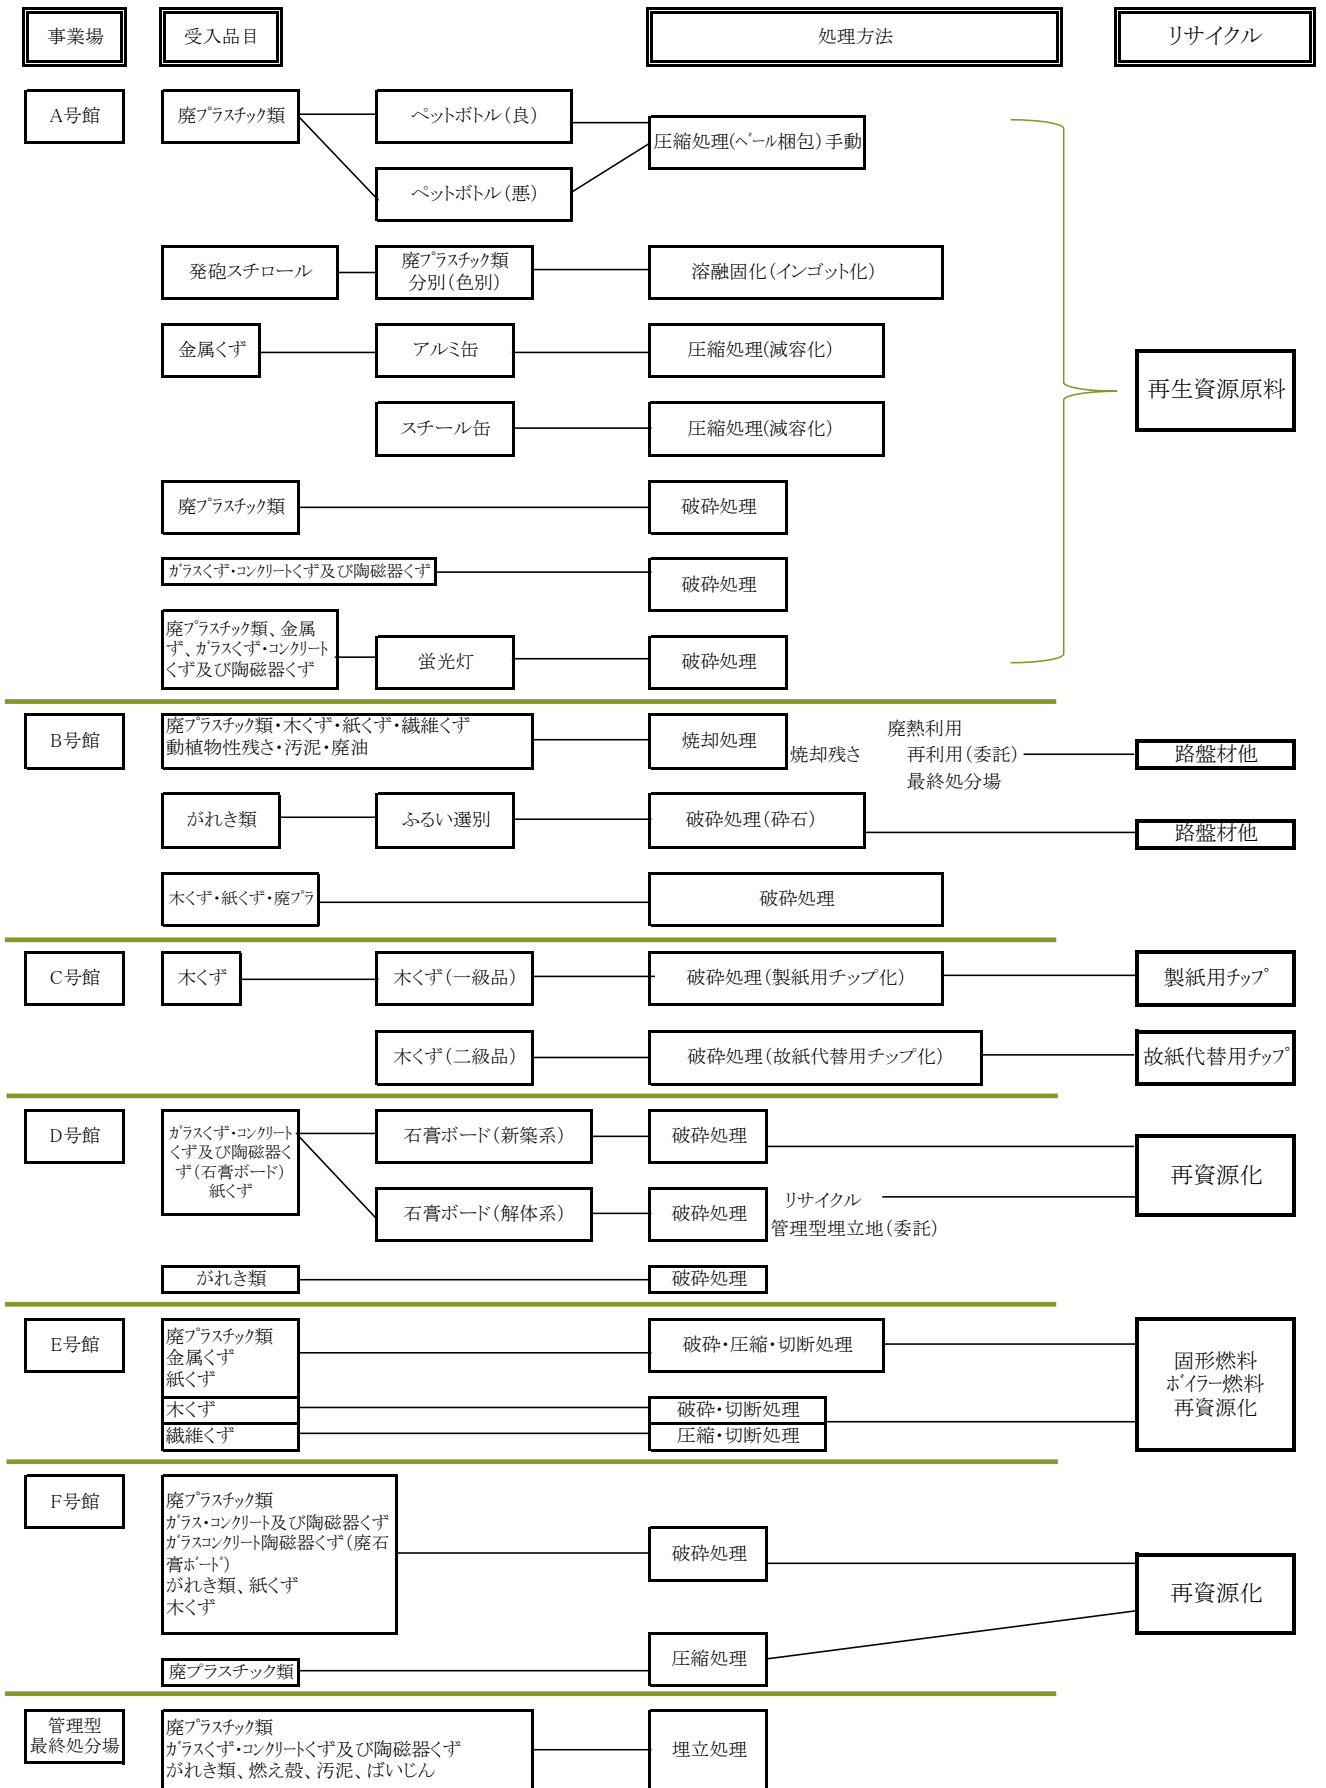 事業場
受入品目
処理方法
リサイクル
A号館
廃プラスチック類
ペットボトル(良)
圧縮処理(ベール梱包)手動
ペットボトル(悪)
発砲スチロール
廃プラスチック類
分別(色別)
溶融固化(インゴット化)
金属くず
アルミ缶
圧縮処理(減容化)
再生資源原料
スチール缶
圧縮処理(減容化)
廃プラスチック類
破砕処理
ガラスくず・コンクリートくず及び陶磁器くず
破砕処理
廃プラスチック類、金属
ず、ガラスくず・コンクリート
くず及び陶磁器くず
蛍光灯
破砕処理
B号館
廃プラスチック類・木くず・紙くず・繊維くず
動植物性残さ・汚泥・廃油
焼却処理
焼却残さ
廃熱利用
再利用(委託)
最終処分場
路盤材他
がれき類
ふるい選別
破砕処理(砕石)
路盤材他
木くず・紙くず・廃プラ
破砕処理
C号館
木くず
木くず(一級品)
破砕処理(製紙用チップ化)
製紙用チップ
木くず(二級品)
破砕処理(故紙代替用チップ化)
故紙代替用チップ
D号館
ガラスくず・コンクリート
くず及び陶磁器く
ず(石膏ボード)
紙くず
石膏ボード(新築系)
破砕処理
再資源化
石膏ボード(解体系)
破砕処理
リサイクル
管理型埋立地(委託)
がれき類
破砕処理
E号館
廃プラスチック類
金属くず
紙くず
破砕・圧縮・切断処理
固形燃料
ボイラー燃料
再資源化
木くず
破砕・切断処理
繊維くず
圧縮・切断処理
F号館
廃プラスチック類
ガラス・コンクリート及び陶磁器くず
ガラスコンクリート陶磁器くず(廃石
膏ボード)
がれき類、紙くず
木くず
破砕処理
再資源化
廃プラスチック類
圧縮処理
管理型
最終処分場
廃プラスチック類
ガラスくず・コンクリートくず及び陶磁器くず
がれき類、燃え殻、汚泥、ばいじん
埋立処理